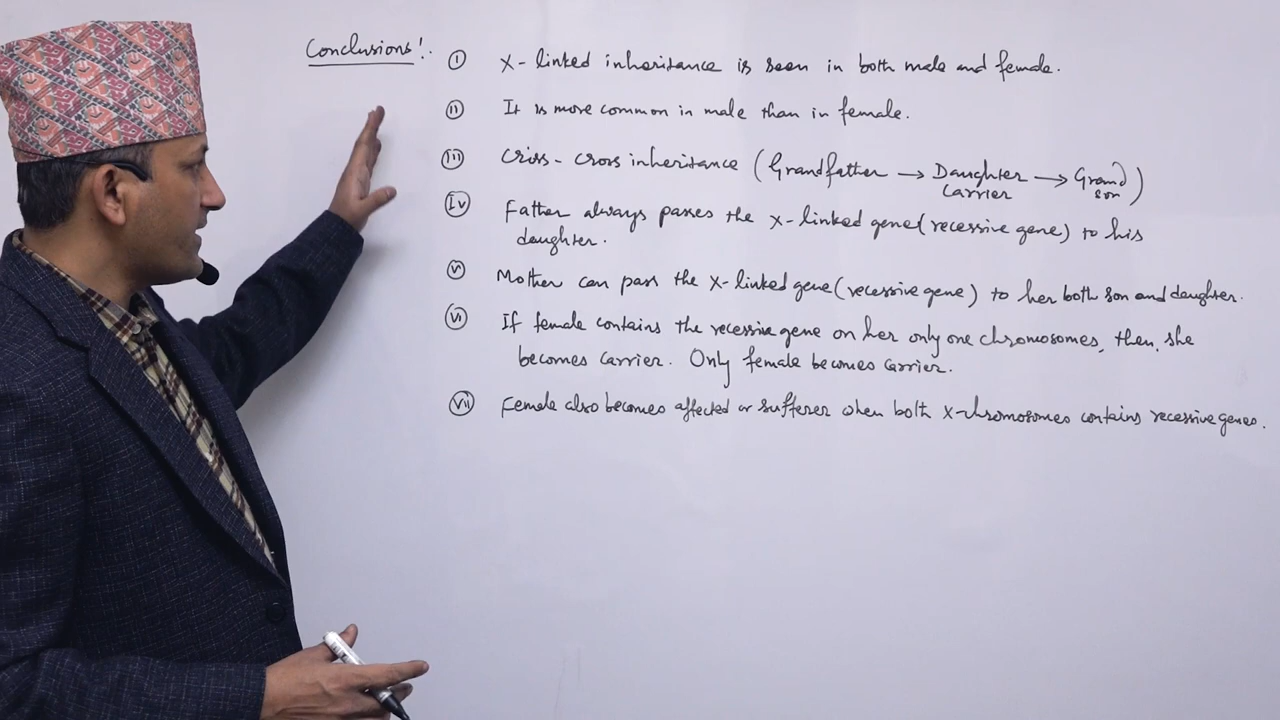 Conclusions:
(i) X-linked inheritance is seen in both male and female.
(ii) It is more common in male than in female.
(iii) Criss-cross inheritance (Grandfather → Daughter → Grand
carrier son)
(iv) Father always passes the X-linked gene (recessive gene) to his
daughter.
(v) Mother can pass the X-linked gene (recessive gene) to her both son and daughter.
(vi) If female contains the recessive gene on her only one chromosomes, then, she
becomes carrier. Only female becomes carrier.
(vii) Female also becomes affected or sufferer when both X-chromosomes contains recessive genes.